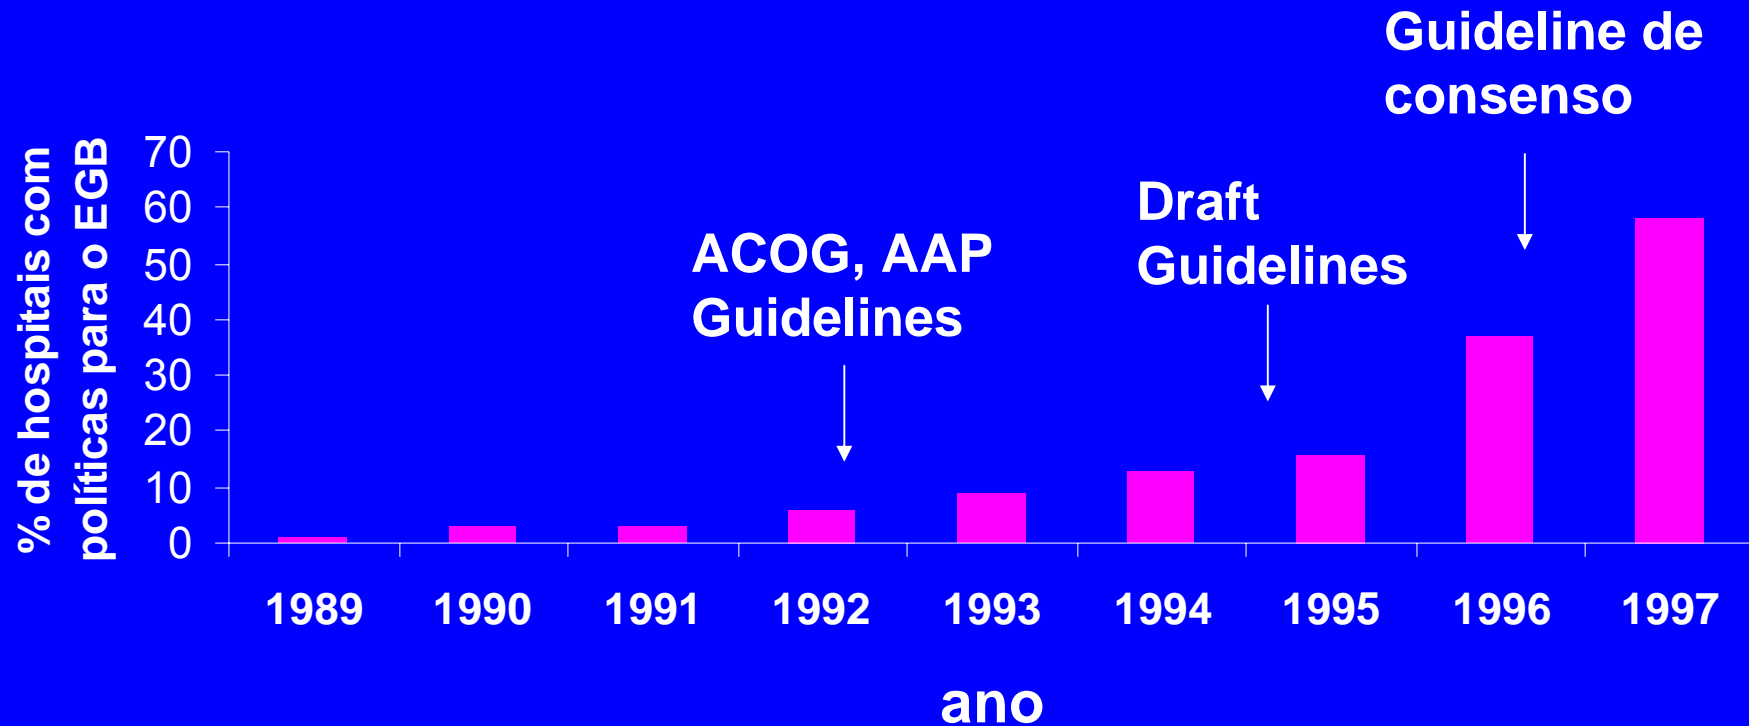 Guideline de
consenso
Draft
Guidelines
ACOG, AAP
Guidelines
% de hospitais com
políticas para o EGB
70
60
50
40
30
20
10
0
1989 1990 1991 1992 1993 1994 1995 1996 1997
ano